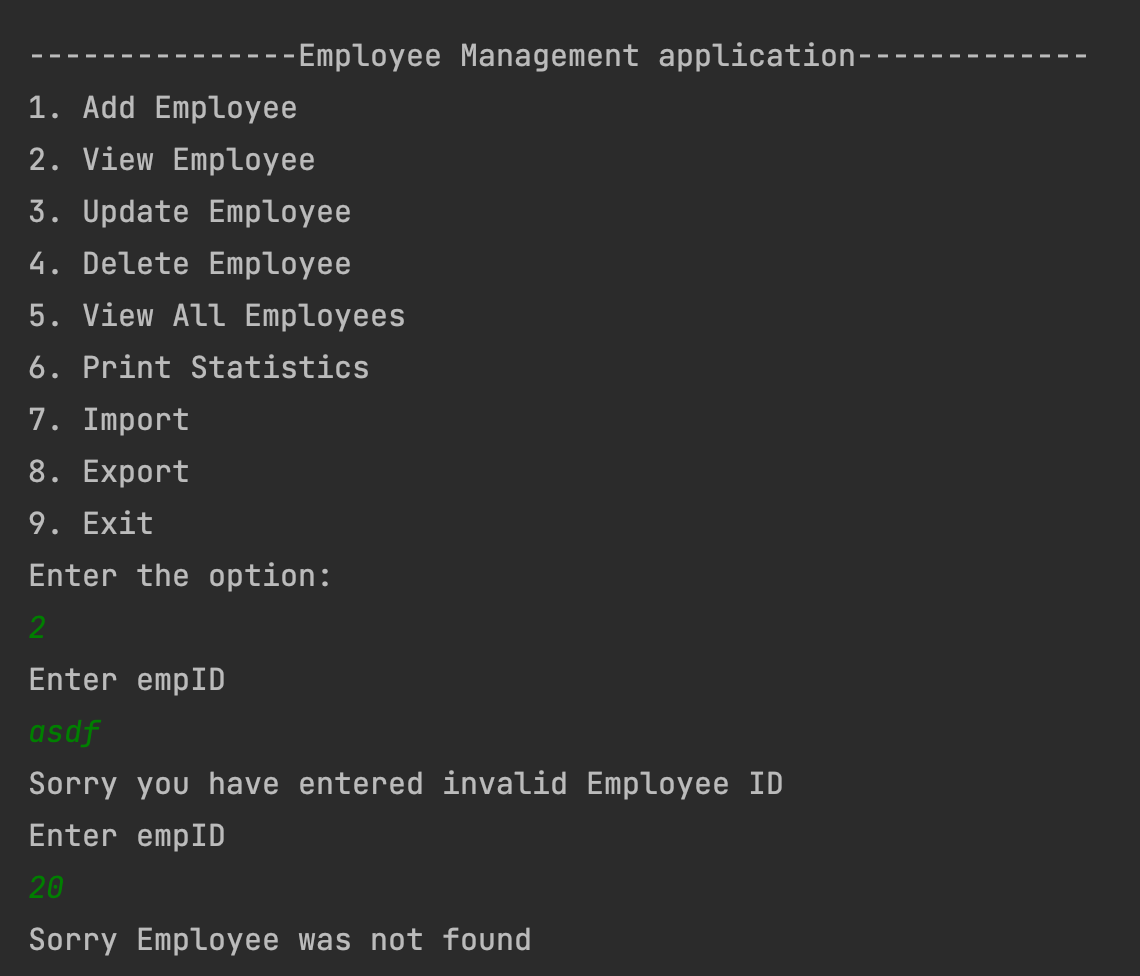 ---------------Employee Management application-------------
1. Add Employee
2. View Employee
3. Update Employee
4. Delete Employee
5. View All Employees
6. Print Statistics
7. Import
8. Export
9. Exit
Enter the option:
2
Enter empID
asdf
Sorry you have entered invalid Employee ID
Enter empID
20
Sorry Employee was not found